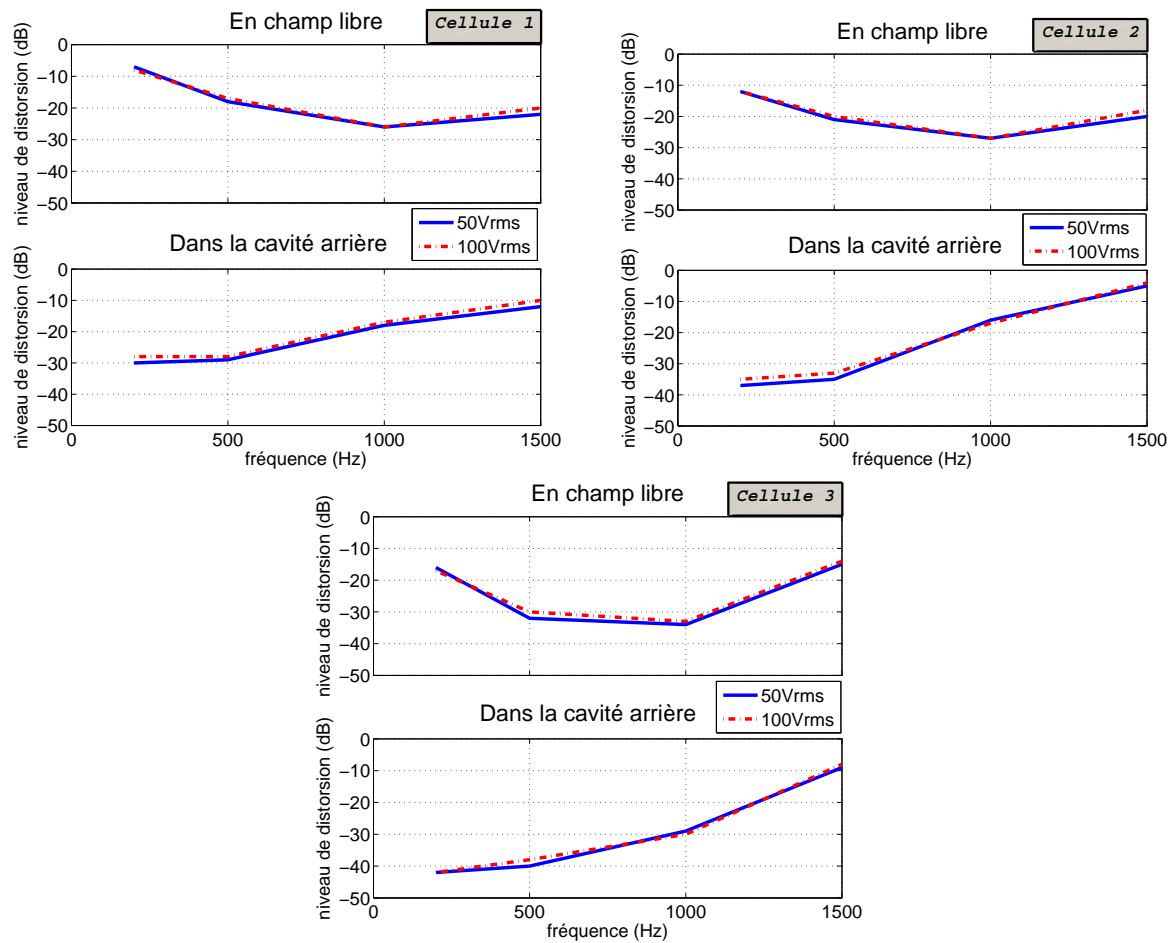 En champ libre
Cellule 1
niveau de distorsion (dB)
0
−10
−20
−30
−40
−50
50Vrms
100Vrms
Dans la cavité arrière
niveau de distorsion (dB)
0
−10
−20
−30
−40
−50
0
500
1000
1500
fréquence (Hz)
En champ libre
Cellule 2
niveau de distorsion (dB)
0
−10
−20
−30
−40
−50
50Vrms
100Vrms
Dans la cavité arrière
niveau de distorsion (dB)
0
−10
−20
−30
−40
−50
0
500
1000
1500
fréquence (Hz)
En champ libre
Cellule 3
niveau de distorsion (dB)
0
−10
−20
−30
−40
−50
50Vrms
100Vrms
Dans la cavité arrière
niveau de distorsion (dB)
0
−10
−20
−30
−40
−50
0
500
1000
1500
fréquence (Hz)